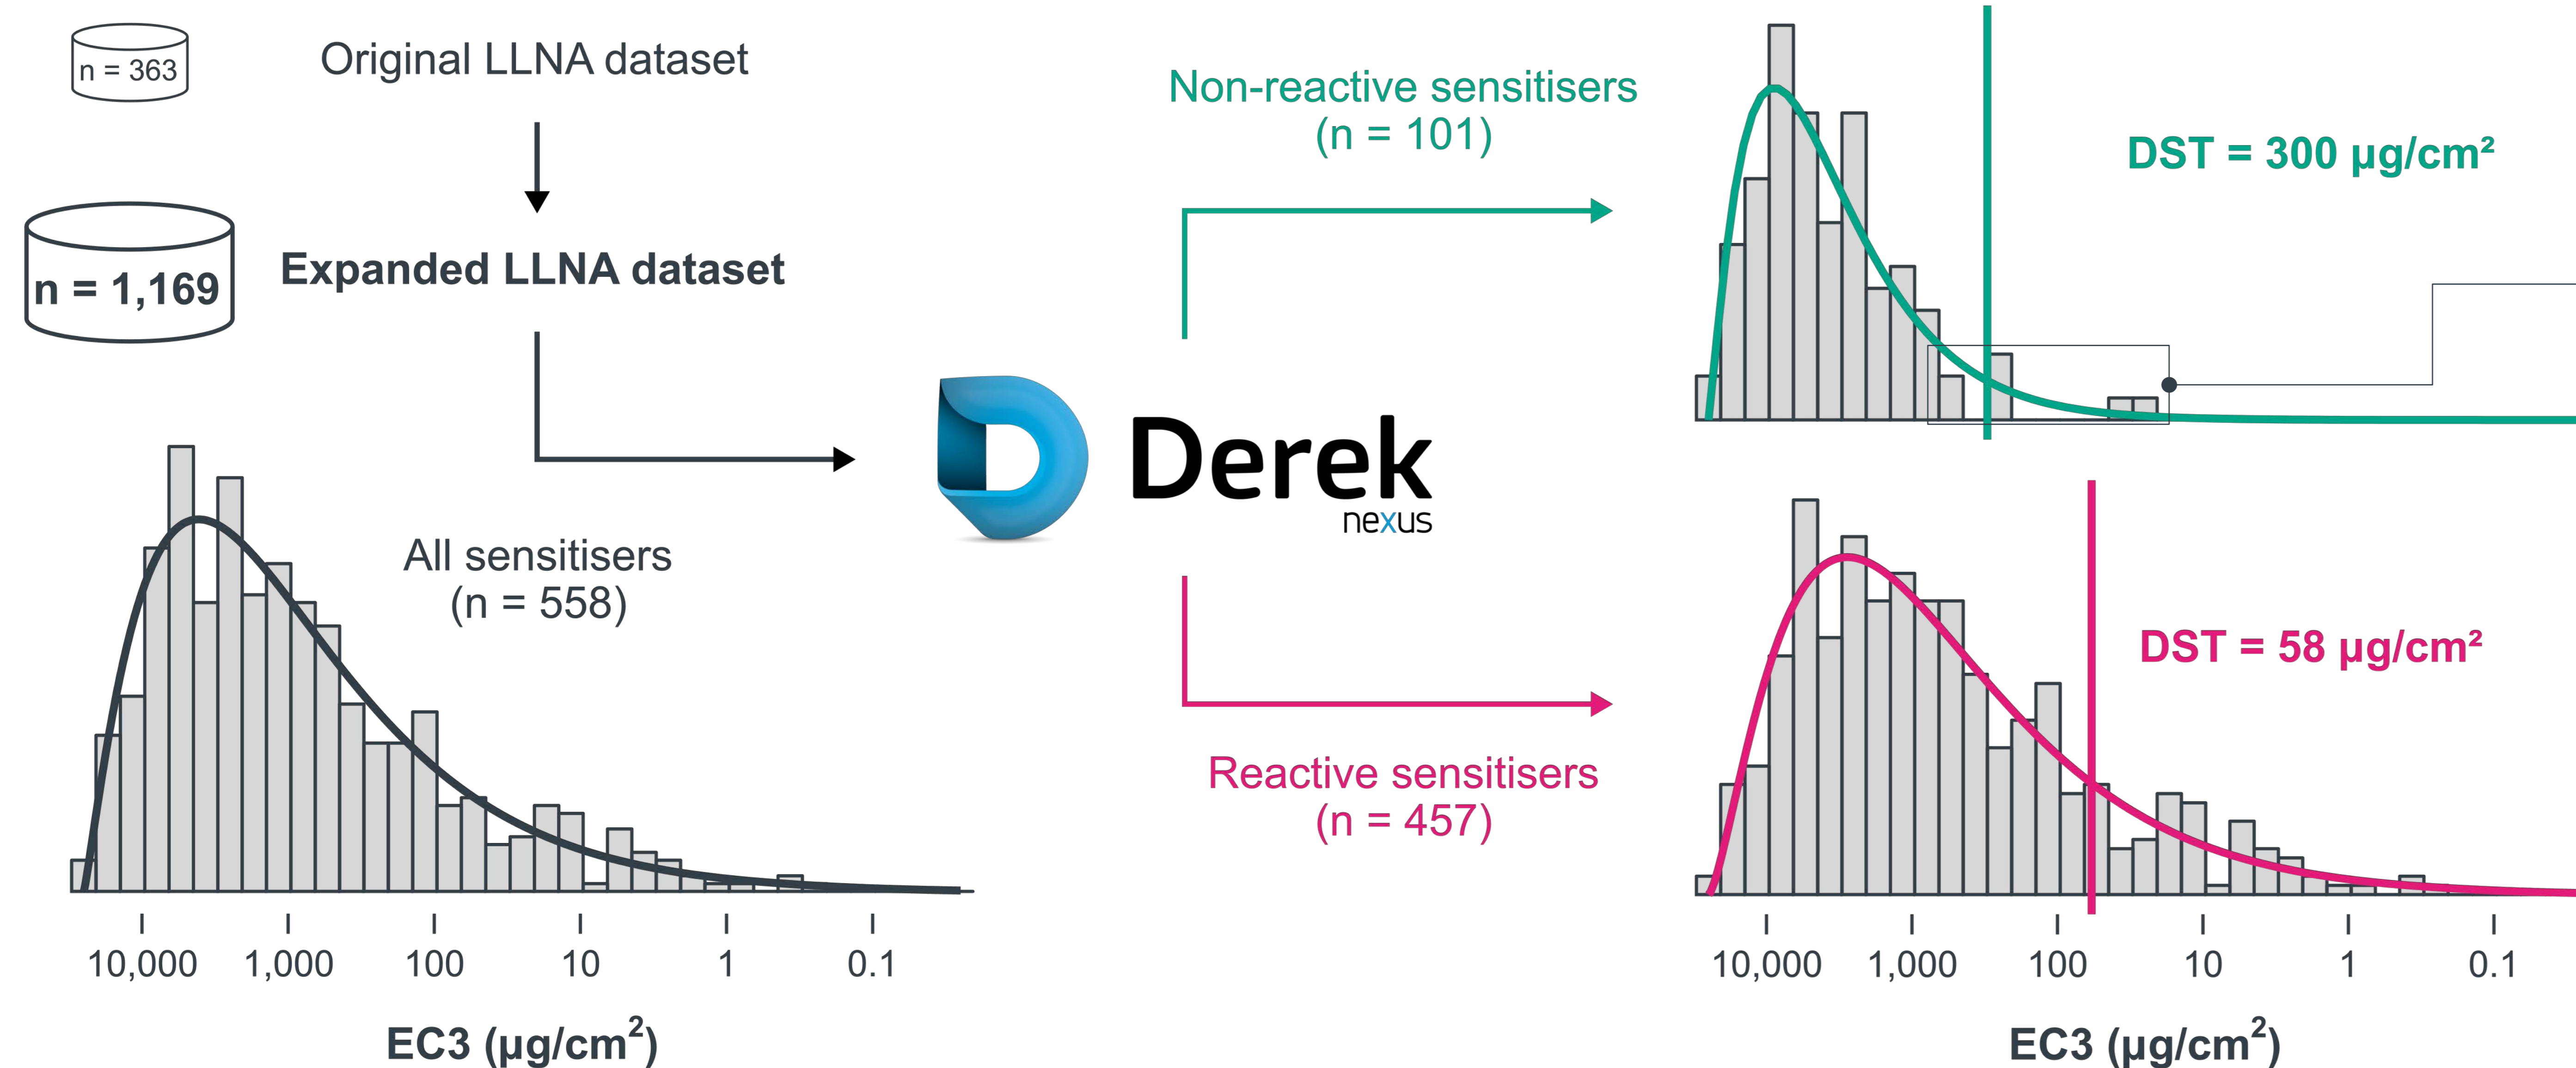 n = 363
Original LLNA dataset
n = 1,169
Expanded LLNA dataset
All sensitisers
(n = 558)
10,000 1,000 100 10 1 0.1
EC3 (µg/cm²)
Derek
nexus
Non-reactive sensitisers
(n = 101)
DST = 300 µg/cm²
Reactive sensitisers
(n = 457)
DST = 58 µg/cm²
10,000 1,000 100 10 1 0.1
EC3 (µg/cm²)